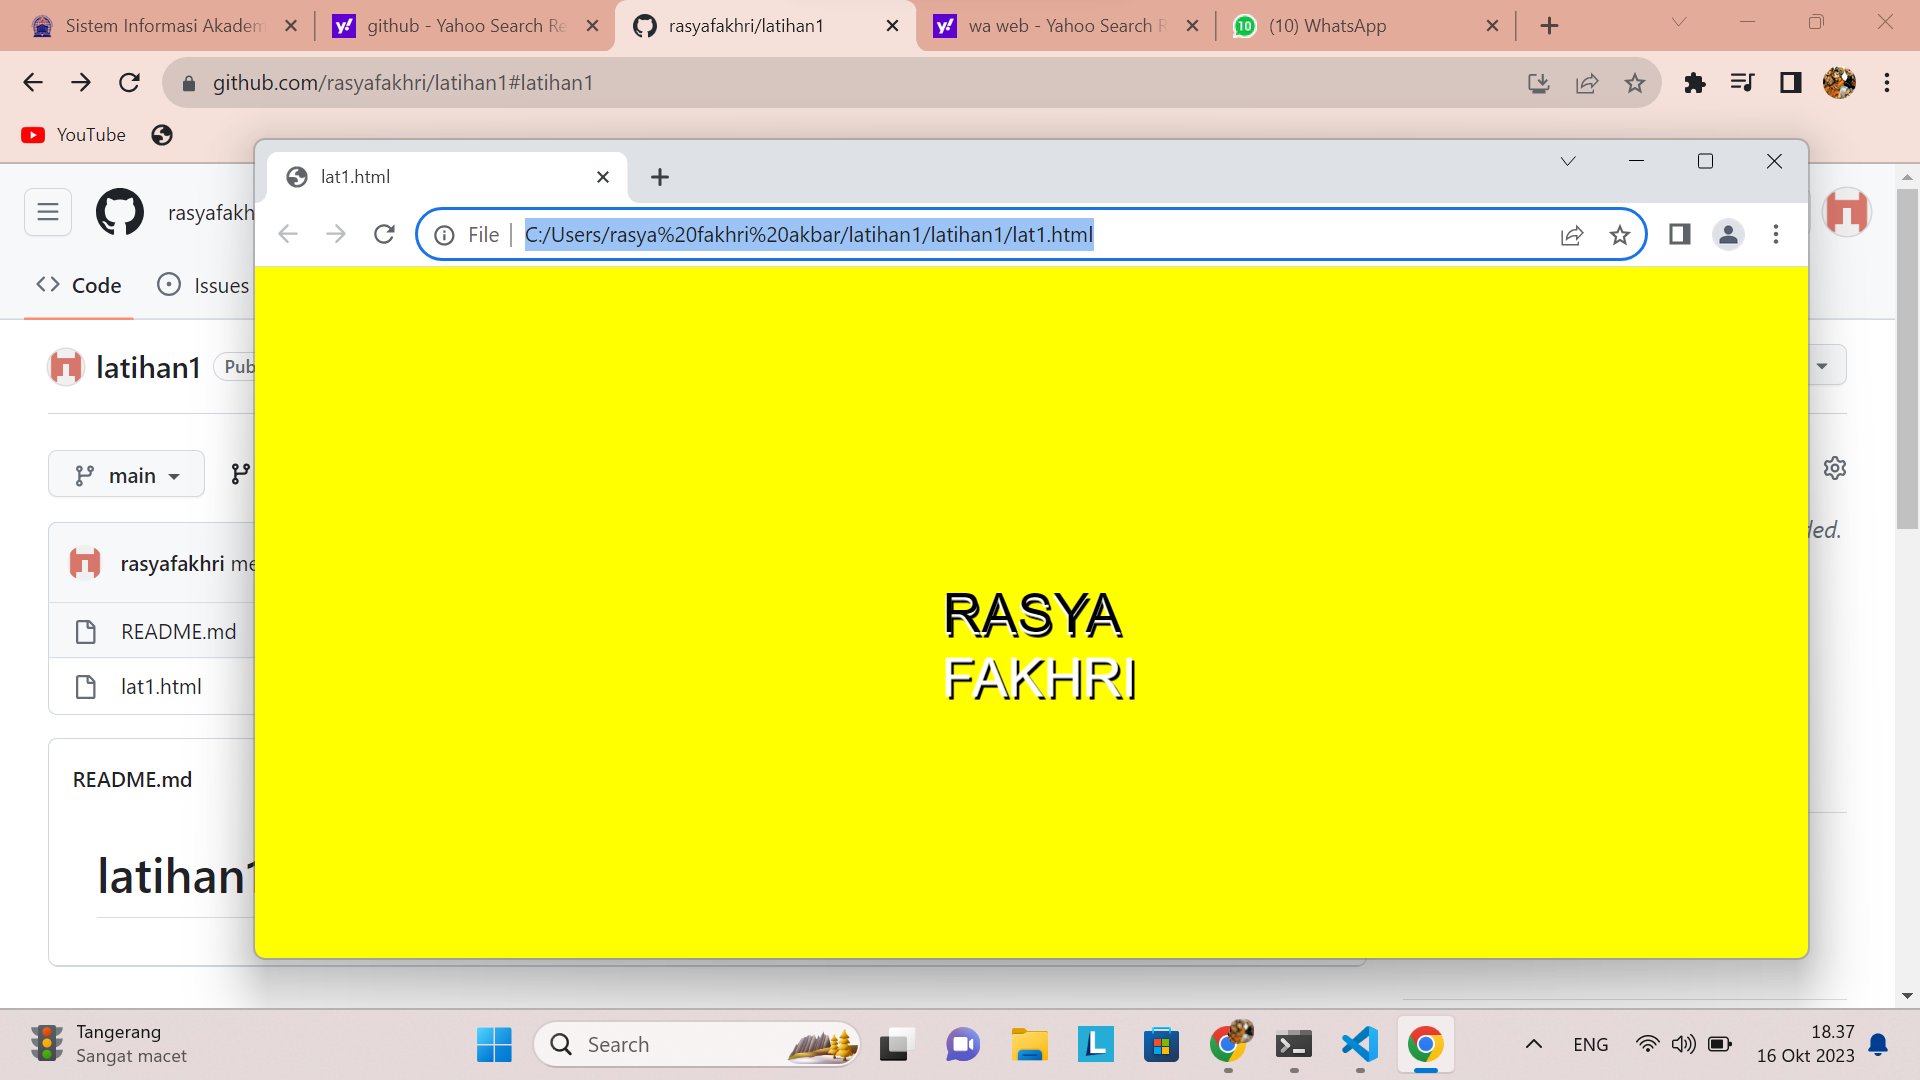 Sistem Informasi Akadem
github - Yahoo Search Re
rasyafakhri/latihan1
wa web - Yahoo Search R
10
(10) WhatsApp
github.com/rasyafakhri/latihan1#latihan1
YouTube
lat1.html
File
C:/Users/rasya%20fakhri%20akbar/latihan1/latihan1/lat1.html
rasyafakh
Code
Issues
latihan1
Pub
main
ded.
rasyafakhri me
README.md
lat1.html
RASYA
FAKHRI
README.md
latihan1
Tangerang
Sangat macet
Search
ENG
18.37
16 Okt 2023